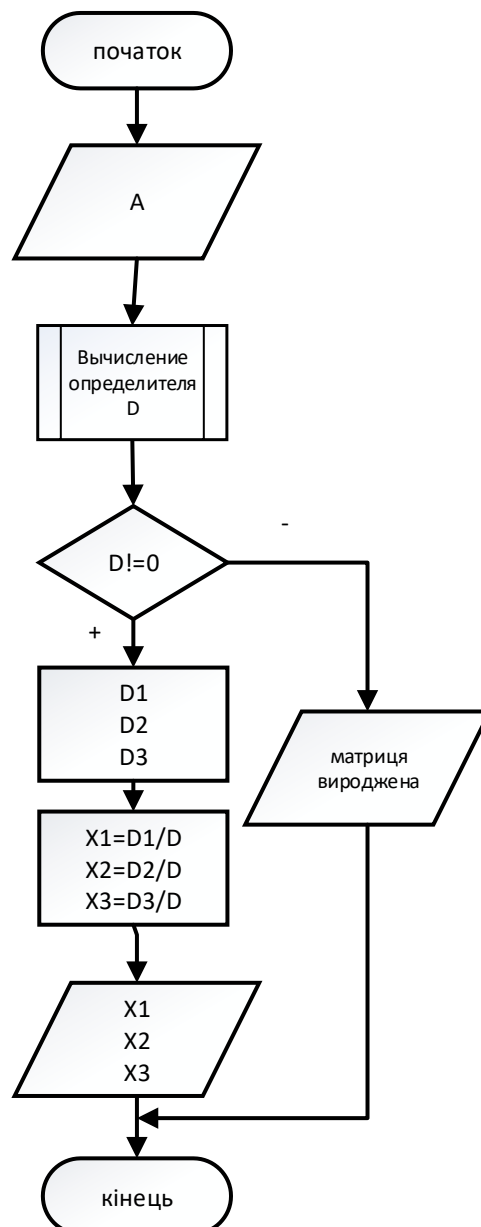 початок
A
Вычисление
определителя
D
-
D!=0
+
D1
D2
D3
матриця
вироджена
X1=D1/D
X2=D2/D
X3=D3/D
X1
X2
X3
кінець